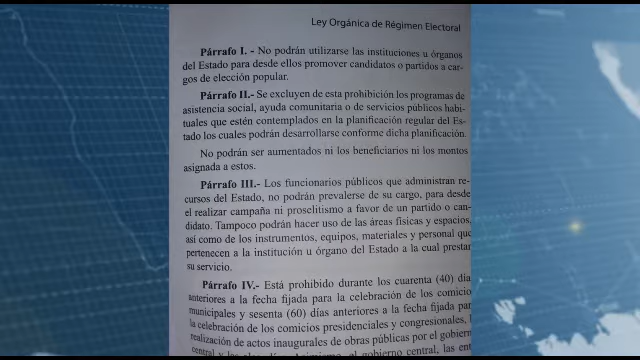 Ley Orgánica de Régimen Electoral
Párrafo I. - No podrán utilizarse las instituciones u órganos
del Estado para desde ellos promover candidatos o partidos a car-
gos de elección popular.
Párrafo II.- Se excluyen de esta prohibición los programas de
asistencia social, ayuda comunitaria o de servicios públicos habi-
tuales que estén contemplados en la planificación regular del Es-
tado los cuales podrán desarrollarse conforme dicha planificación.
No podrán ser aumentados ni los beneficiarios ni los montos
asignada a estos.
Párrafo III.- Los funcionarios públicos que administran re-
cursos del Estado, no podrán prevalerse de su cargo, para desde
el realizar campaña ni proselitismo a favor de un partido o can-
didato. Tampoco podrán hacer uso de las áreas físicas y espacios,
así como de los instrumentos, equipos, materiales y personal que
pertenecen a la institución u órgano del Estado a la cual prestan
su servicio.
Párrafo IV.- Está prohibido durante los cuarenta (40) día
anteriores a la fecha fijada para la celebración de los comicio
municipales y sesenta (60) días anteriores a la fecha fijada par
la celebración de los comicios presidenciales y congresionales, l
realización de actos inaugurales de obras públicas por el gobiern
el gobierno central, las ent